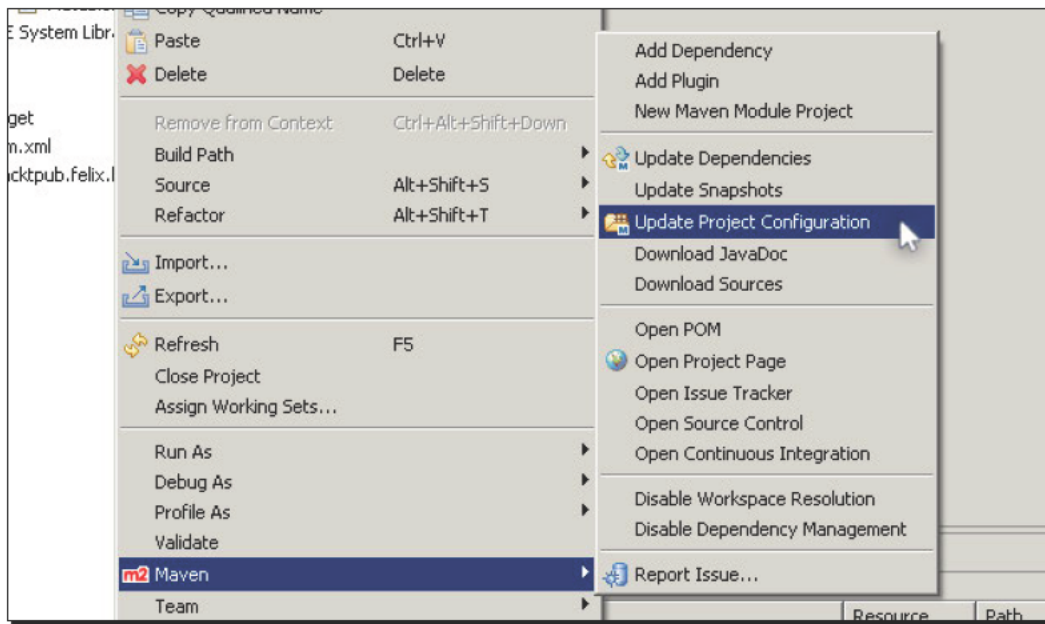 E System Libr
get
m.xml
cktpub.felix.l
Copy Qualified Name
Paste Ctrl+V
Delete Delete
Remove from Context Ctrl+Alt+Shift+Down
Build Path
Source Alt+Shift+S
Refactor Alt+Shift+T
Import...
Export...
Refresh F5
Close Project
Assign Working Sets...
Run As
Debug As
Profile As
Validate
m2 Maven
Team
Add Dependency
Add Plugin
New Maven Module Project
Update Dependencies
Update Snapshots
Update Project Configuration
Download JavaDoc
Download Sources
Open POM
Open Project Page
Open Issue Tracker
Open Source Control
Open Continuous Integration
Disable Workspace Resolution
Disable Dependency Management
Report Issue...
Resource Path